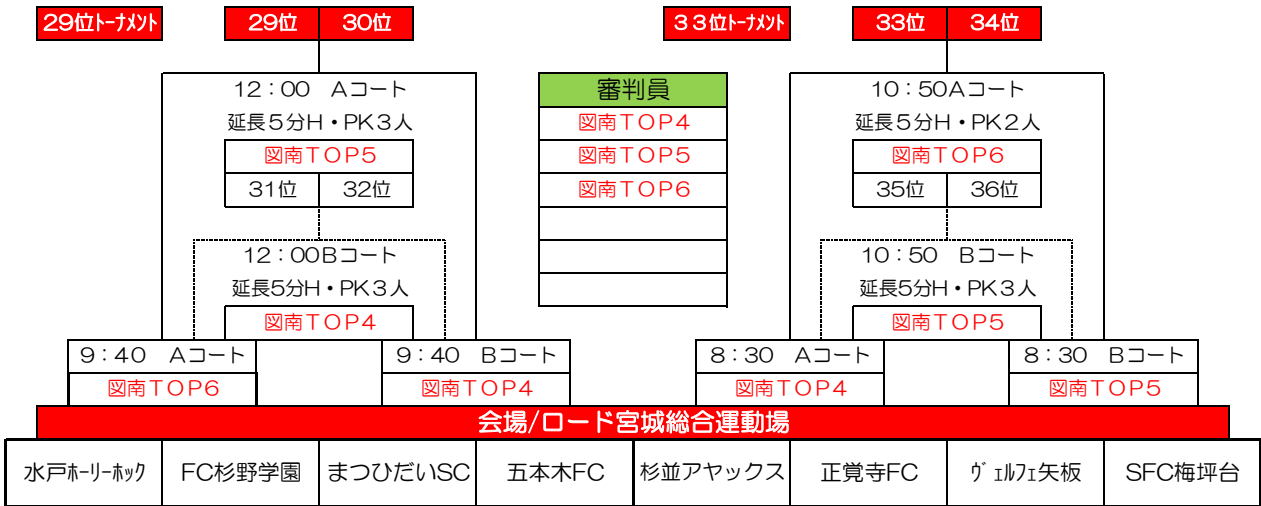 29位ﾄｰﾅﾒﾝﾄ 29位 30位 ３３位ﾄｰﾅﾒﾝﾄ 33位 34位
１２：００　Ａコート 審判員 １０：５０Ａコート
延長５分Ｈ・ＰＫ３人 図南ＴＯＰ４ 延長５分Ｈ・ＰＫ２人
図南ＴＯＰ５ 図南ＴＯＰ５ 図南ＴＯＰ６
31位 32位 図南ＴＯＰ６ 35位 36位
１２：００Ｂコート １０：５０　Ｂコート
延長5分H・PK３人 延長5分H・PK３人
図南ＴＯＰ４ 図南ＴＯＰ５
９：４０　Ａコート ９：４０　Ｂコート ８：３０　Ａコート ８：３０　Ｂコート
図南ＴＯＰ６ 図南ＴＯＰ４ 図南ＴＯＰ４ 図南ＴＯＰ５
会場/ロード宮城総合運動場
水戸ﾎｰﾘｰﾎｯｸ FC杉野学園 まつひだいSC 五本木FC 杉並アヤックス 正覚寺FC ｳﾞｪﾙﾌｪ矢板 SFC梅坪台